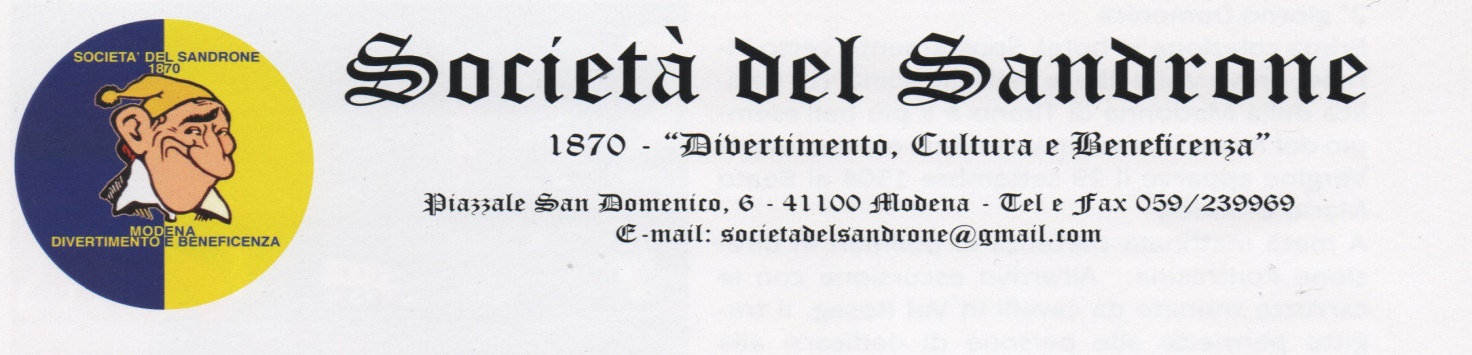 SOCIETA' DEL SANDRONE
1870
MODENA
DIVERTIMENTO E BENEFICENZA
Società del Sandrone
1870 - “Divertimento, Cultura e Beneficenza”
Piazzale San Domenico, 6 - 41100 Modena - Tel e Fax 059/239969
E-mail: societadelsandrone@gmail.com